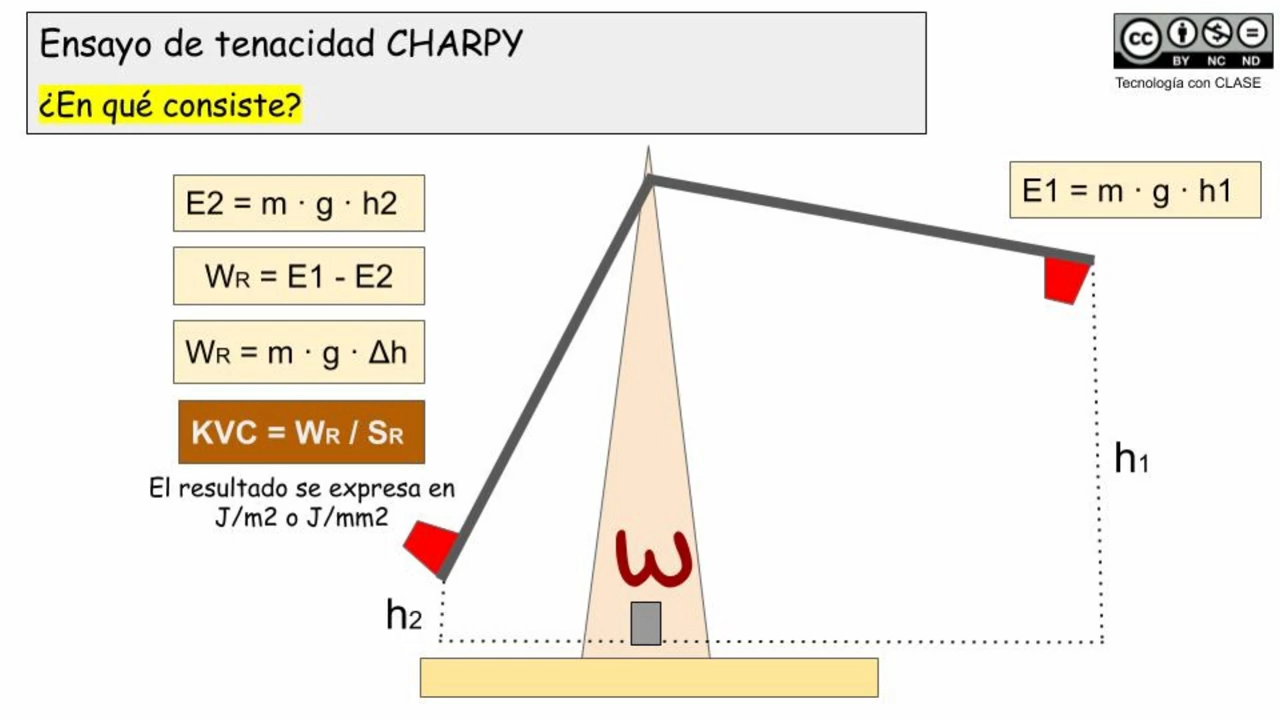 Ensayo de tenacidad CHARPY
¿En qué consiste?
cc BY NC ND
Tecnología con CLASE
E2 = m · g · h2
WR = E1 - E2
WR = m · g · Δh
KVC = WR / SR
El resultado se expresa en
J/m2 o J/mm2
E1 = m · g · h1
h1
h2
ω